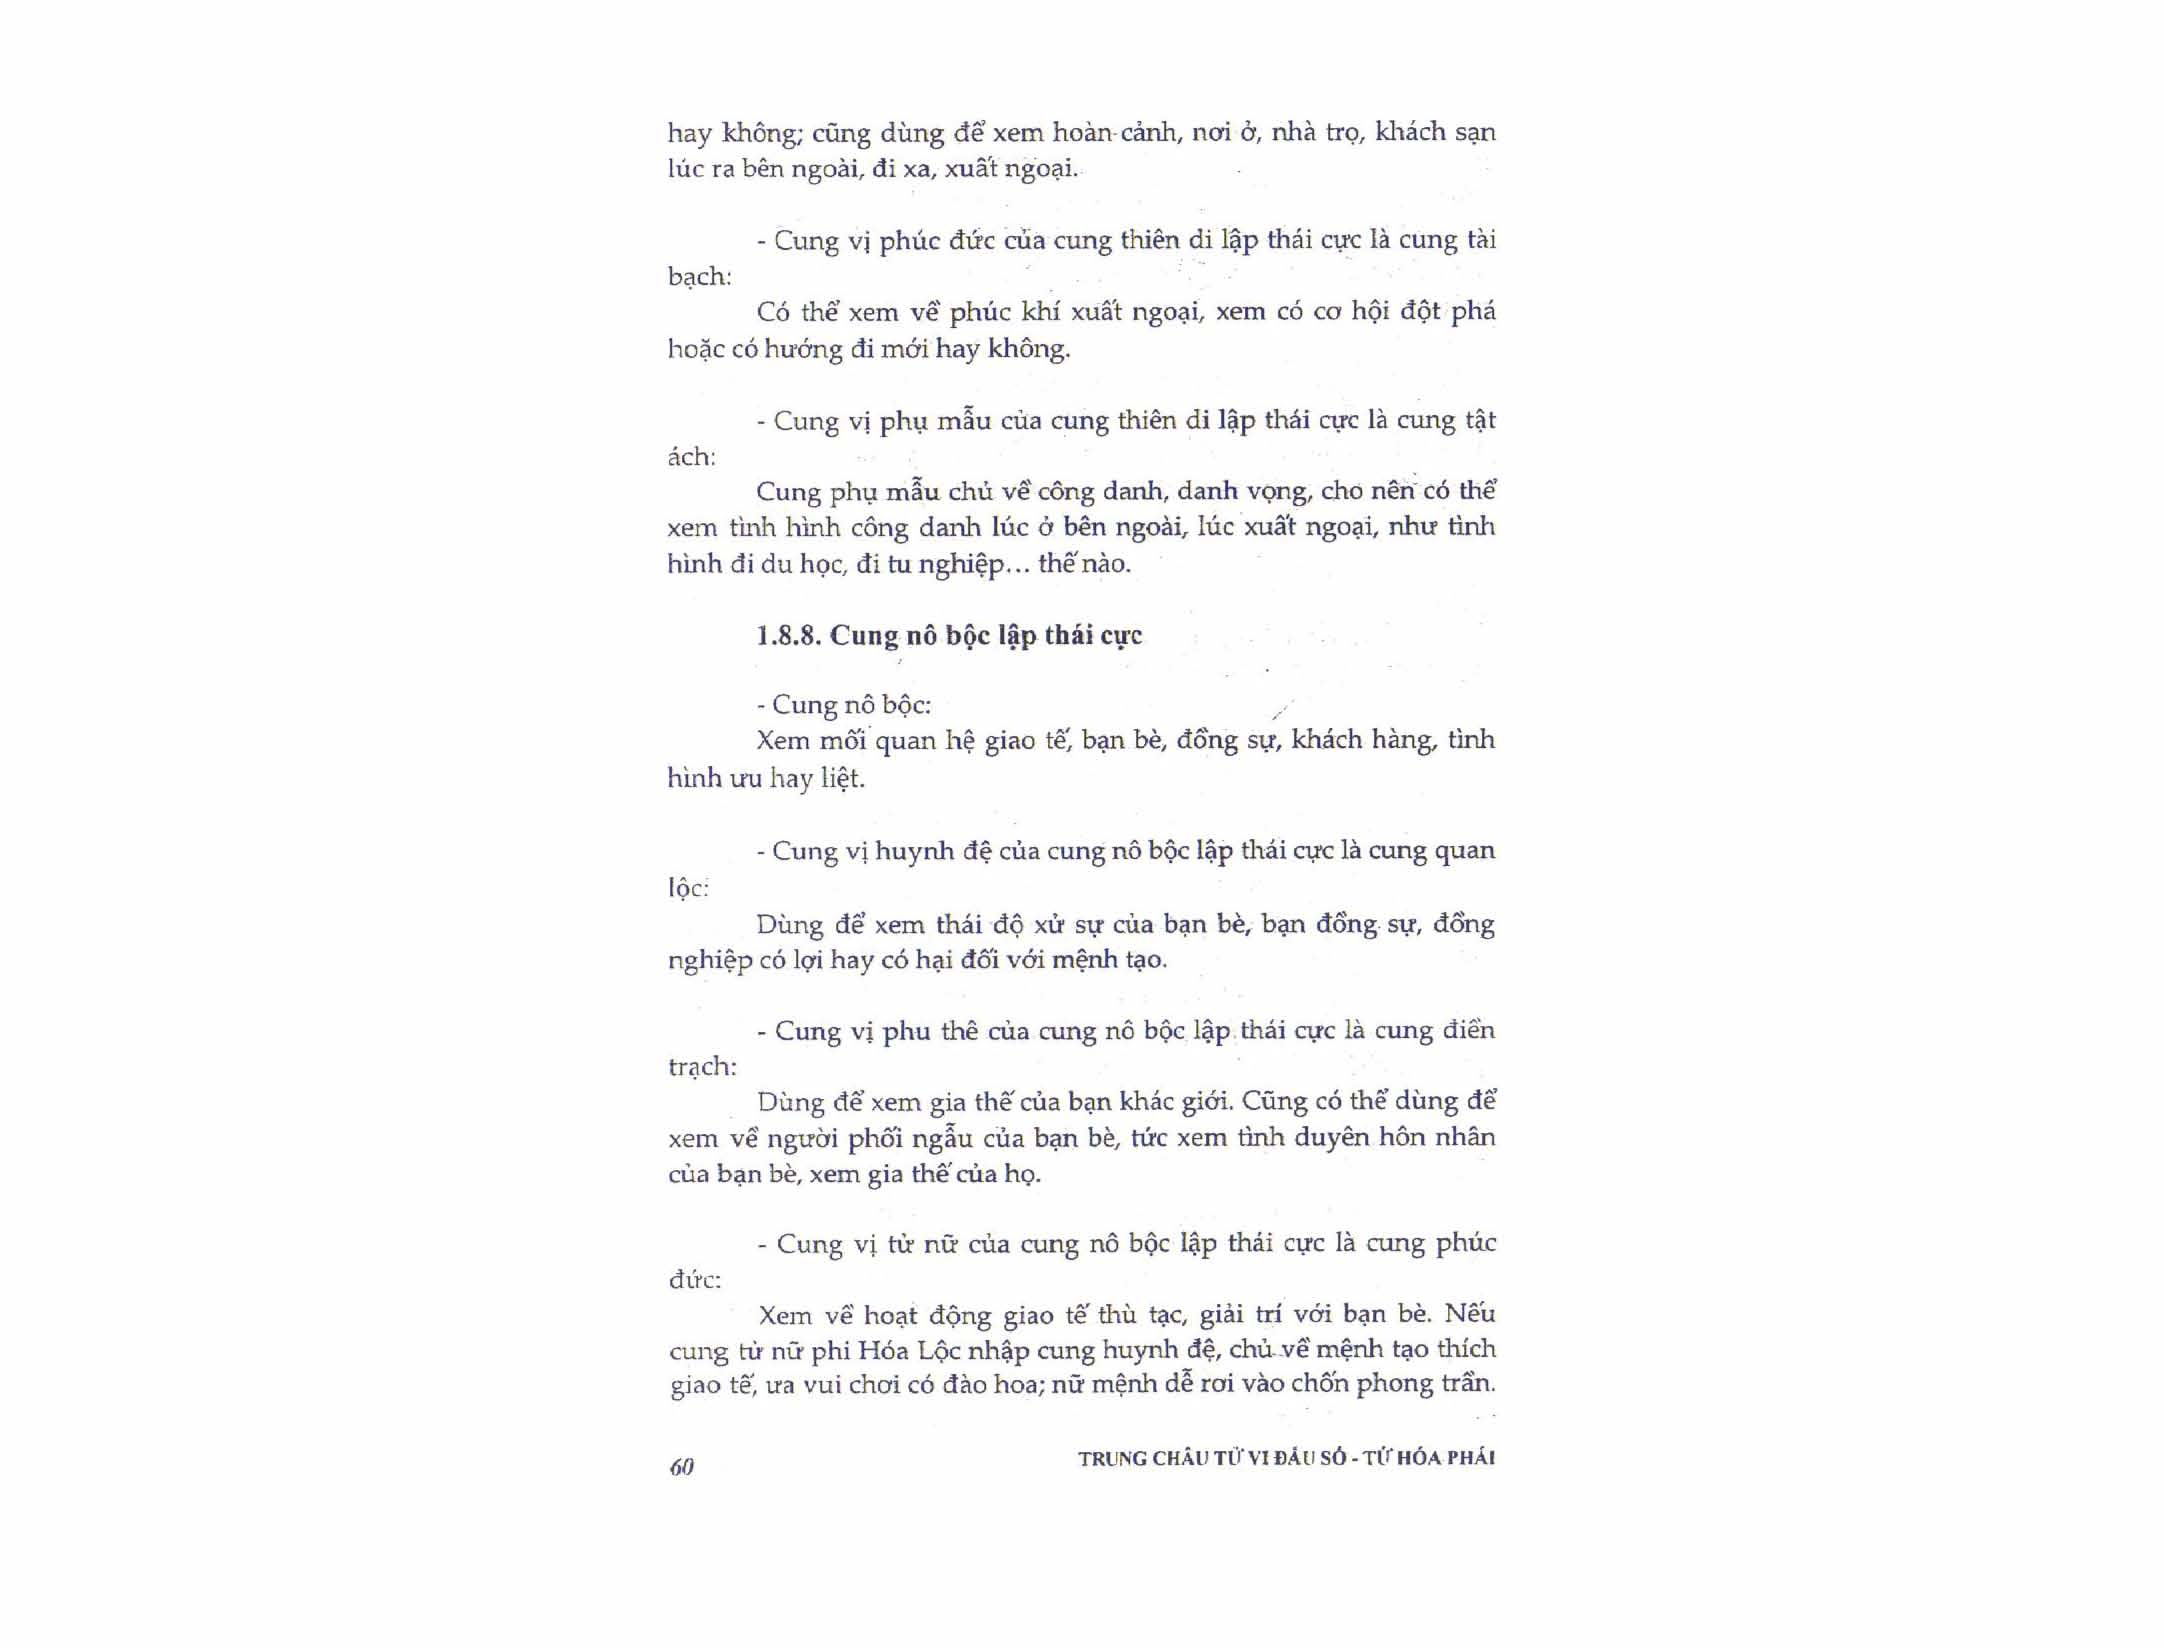 hay không; cũng dùng để xem hoàn cảnh, nơi ở, nhà trọ, khách sạn
lúc ra bên ngoài, đi xa, xuất ngoại.
- Cung vị phúc đức của cung thiên di lập thái cực là cung tài
bạch:
Có thể xem về phúc khí xuất ngoại, xem có cơ hội đột phá
hoặc có hướng đi mới hay không.
- Cung vị phụ mẫu của cung thiên di lập thái cực là cung tật
ách:
Cung phụ mẫu chủ về công danh, danh vọng, cho nên có thể
xem tình hình công danh lúc ở bên ngoài, lúc xuất ngoại, như tình
hình đi du học, đi tu nghiệp... thế nào.
1.8.8. Cung nô bộc lập thái cực
- Cung nô bộc:
Xem mối quan hệ giao tế, bạn bè, đồng sự, khách hàng, tình
hình ưu hay liệt.
- Cung vị huynh đệ của cung nô bộc lập thái cực là cung quan
lộc:
Dùng để xem thái độ xử sự của bạn bè, bạn đồng sự, đồng
nghiệp có lợi hay có hại đối với mệnh tạo.
- Cung vị phu thê của cung nô bộc lập thái cực là cung điền
trạch:
Dùng để xem gia thế của bạn khác giới. Cũng có thể dùng để
xem về người phối ngẫu của bạn bè, tức xem tình duyên hôn nhân
của bạn bè, xem gia thế của họ.
- Cung vị tử nữ của cung nô bộc lập thái cực là cung phúc
đức:
Xem về hoạt động giao tế thù tạc, giải trí với bạn bè. Nếu
cung tử nữ phi Hóa Lộc nhập cung huynh đệ, chủ về mệnh tạo thích
giao tế, ưa vui chơi có đào hoa; nữ mệnh dễ rơi vào chốn phong trần.
60
TRUNG CHÂU TỬ VI ĐẨU SỐ - TỨ HÓA PHÁI